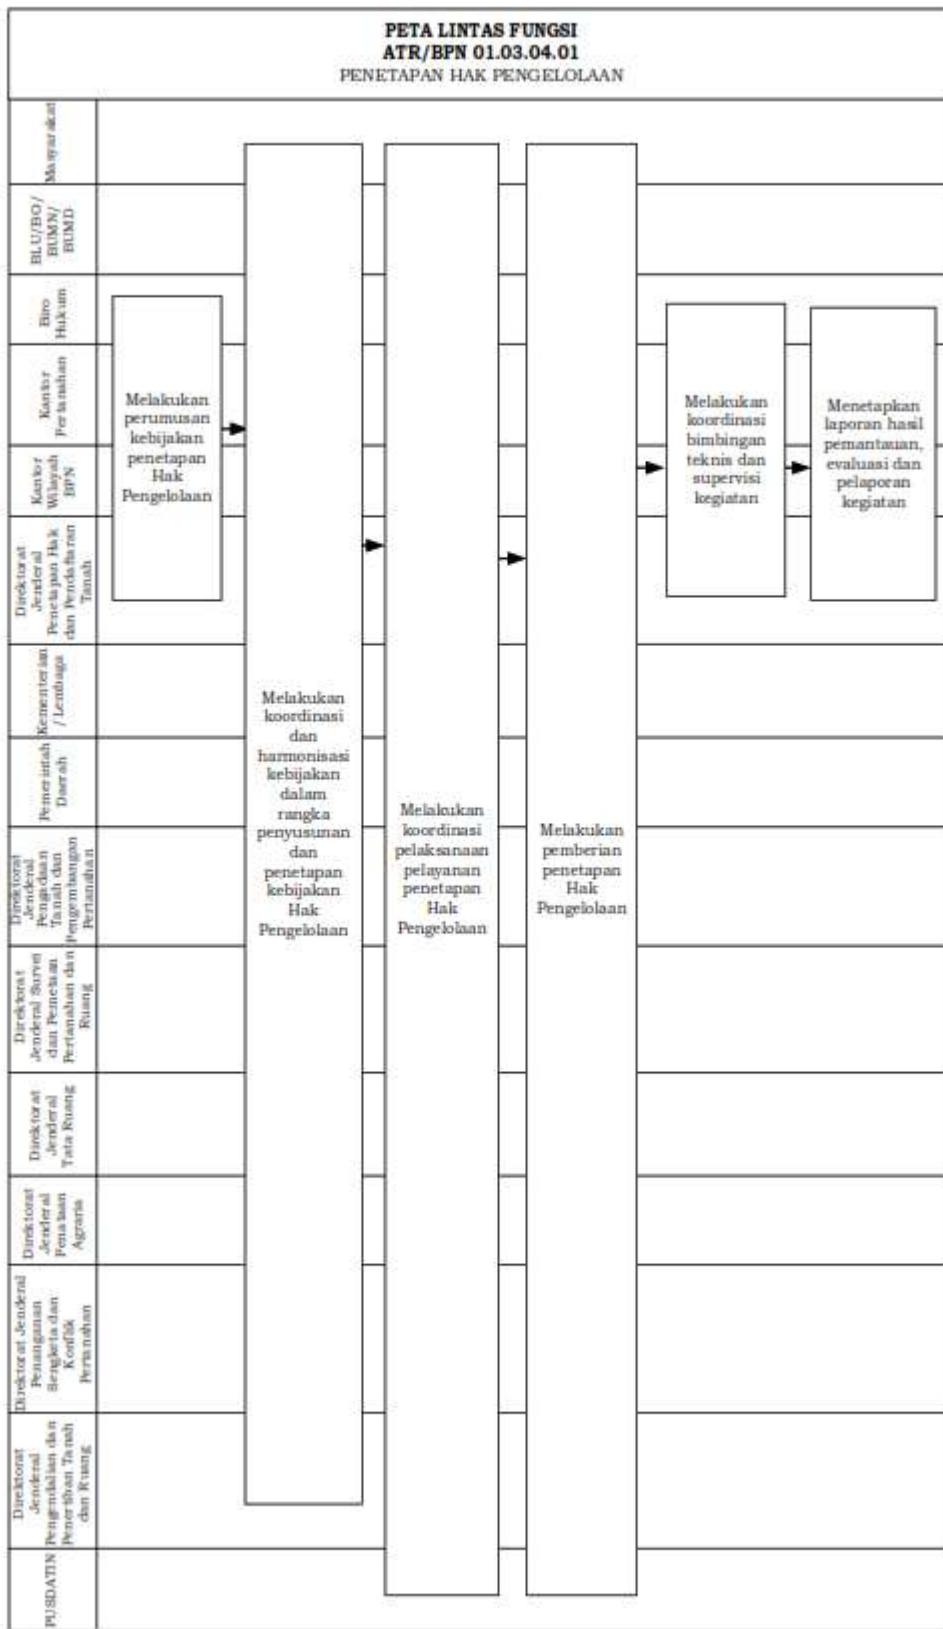 PETA LINTAS FUNGSI
ATR/BPN 01.03.04.01
PENETAPAN HAK PENGELOLAAN
Masyarakat
BLU/BO/
BUMN/
BUMD
Biro
Hukum
Kantor
Pertanahan
Kantor
Wilayah
BPN
Direktorat
Jenderal
Penetapan Hak
dan Pendaftaran
Tanah
Kementerian
/ Lembaga
Pemerintah
Daerah
Direktorat
Jenderal
Pengadaan
Tanah dan
Pengembangan
Pertanahan
Direktorat
Jenderal Survei
dan Pemetaan
Pertanahan dan
Ruang
Direktorat
Jenderal
Tata Ruang
Direktorat
Jenderal
Penataan
Agraria
Direktorat Jenderal
Penanganan
Sengketa dan
Konflik
Pertanahan
Direktorat
Jenderal
Pengendalian dan
Penertiban Tanah
dan Ruang
PUSDATIN
Melakukan
perumusan
kebijakan
penetapan
Hak
Pengelolaan
Melakukan
koordinasi
dan
harmonisasi
kebijakan
dalam
rangka
penyusunan
dan
penetapan
kebijakan
Hak
Pengelolaan
Melakukan
koordinasi
pelaksanaan
pelayanan
penetapan
Hak
Pengelolaan
Melakukan
pemberian
penetapan
Hak
Pengelolaan
Melakukan
koordinasi
bimbingan
teknis dan
supervisi
kegiatan
Menetapkan
laporan hasil
pemantauan,
evaluasi dan
pelaporan
kegiatan